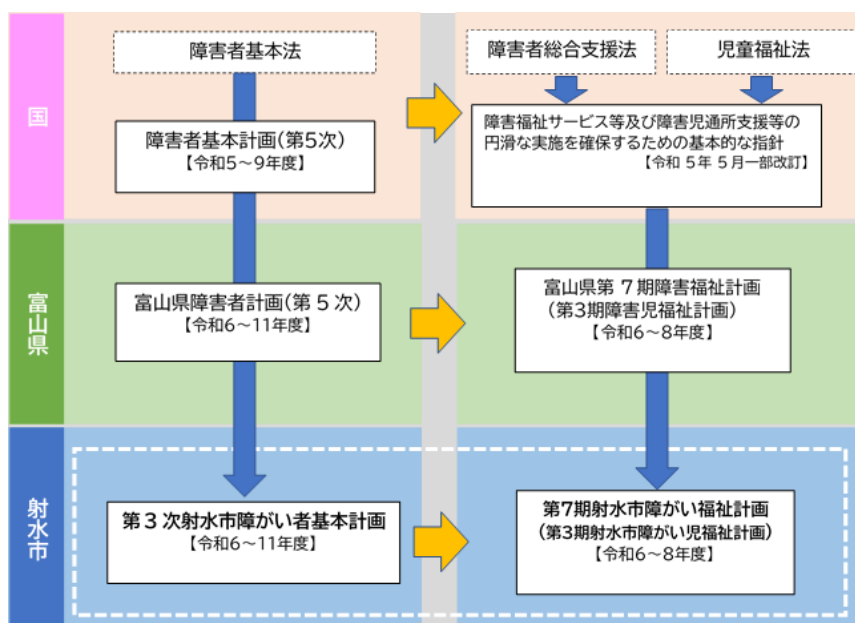 国
障害者基本法
障害者基本計画(第5次)
【令和5～9年度】
障害者総合支援法
児童福祉法
障害福祉サービス等及び障害児通所支援等の
円滑な実施を確保するための基本的な指針
【令和 5年 5月一部改訂】
富山県
富山県障害者計画(第 5 次)
【令和6～11年度】
富山県第 7期障害福祉計画
(第3期障害児福祉計画)
【令和6～8年度】
射水市
第 3 次射水市障がい者基本計画
【令和6～11年度】
第7期射水市障がい福祉計画
(第3期射水市障がい児福祉計画)
【令和6～8年度】